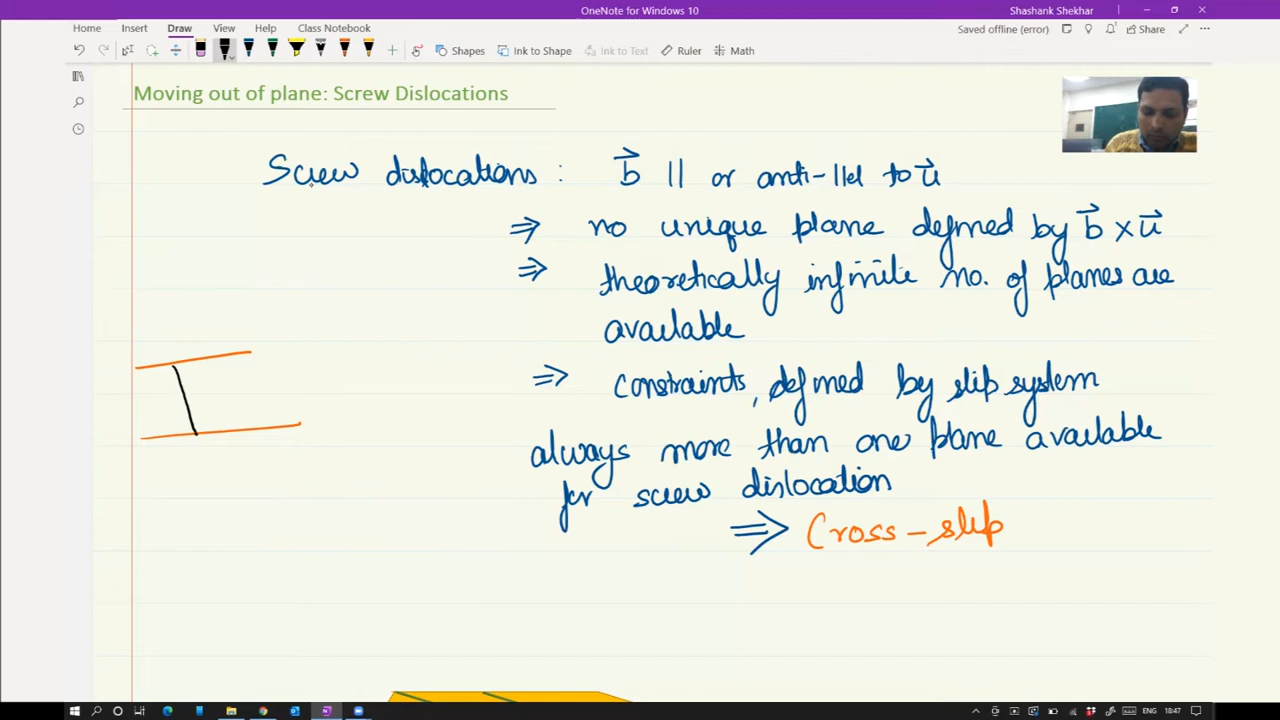 OneNote for Windows 10
Shashank Shekhar
Home Insert Draw View Help Class Notebook
Saved offline (error)
Share
Shapes Ink to Shape Ink to Text Ruler Math
Moving out of plane: Screw Dislocations
Screw dislocations : b⃗ || or anti-||el to u⃗
⇒ no unique plane defined by b⃗ × u⃗
⇒ theoretically infinite no. of planes are
available
⇒ constraints, defined by slip system
always more than one plane available
for screw dislocation
⇒ Cross-slip
ENG 18:47